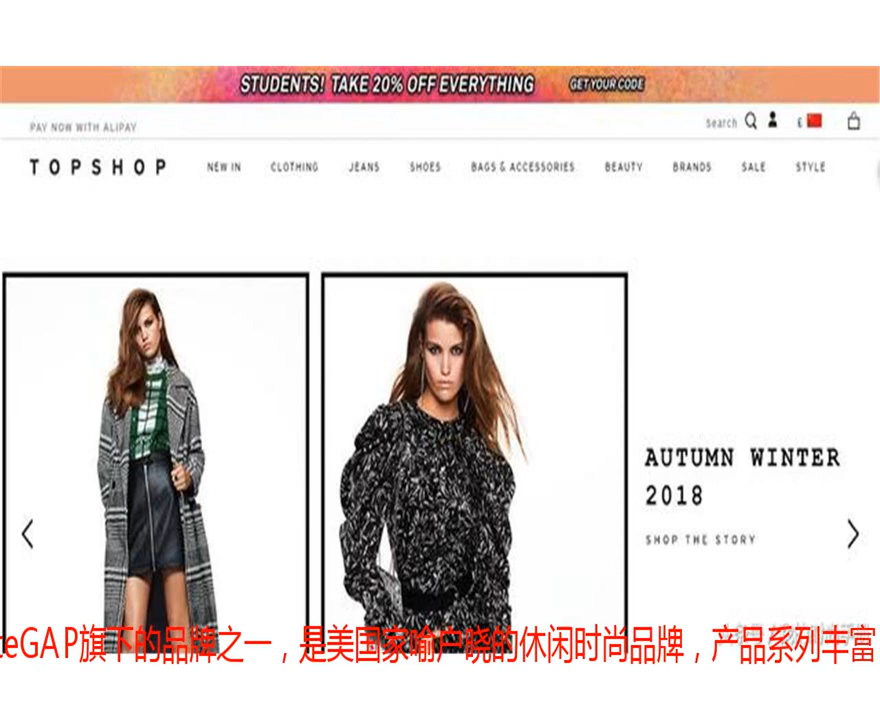 STUDENTS! TAKE 20% OFF EVERYTHING GET YOUR CODE
PAY NOW WITH ALIPAY
Search
£
TOPSHOP NEW IN CLOTHING JEANS SHOES BAGS & ACCESSORIES BEAUTY BRANDS SALE STYLE
AUTUMN WINTER
2018
SHOP THE STORY
eGAP旗下的品牌之一，是美国家喻户晓的休闲时尚品牌，产品系列丰富